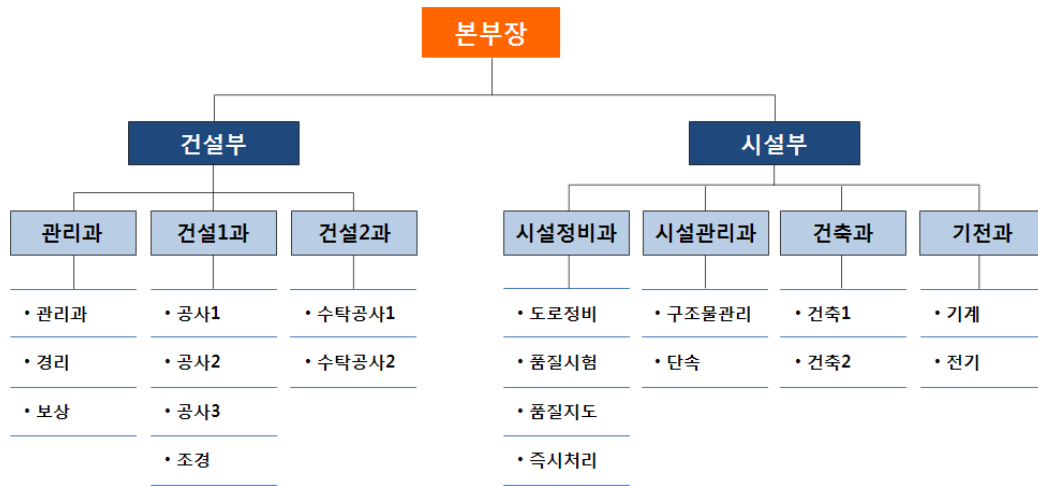 본부장
건설부 시설부
관리과 건설1과 건설2과 시설정비과 시설관리과 건축과 기전과
• 관리과 • 공사1 • 수탁공사1 • 도로정비 • 구조물관리 • 건축1 • 기계
• 경리 • 공사2 • 수탁공사2 • 품질시험 • 단속 • 건축2 • 전기
• 보상 • 공사3 • 품질지도
• 조경 • 즉시처리